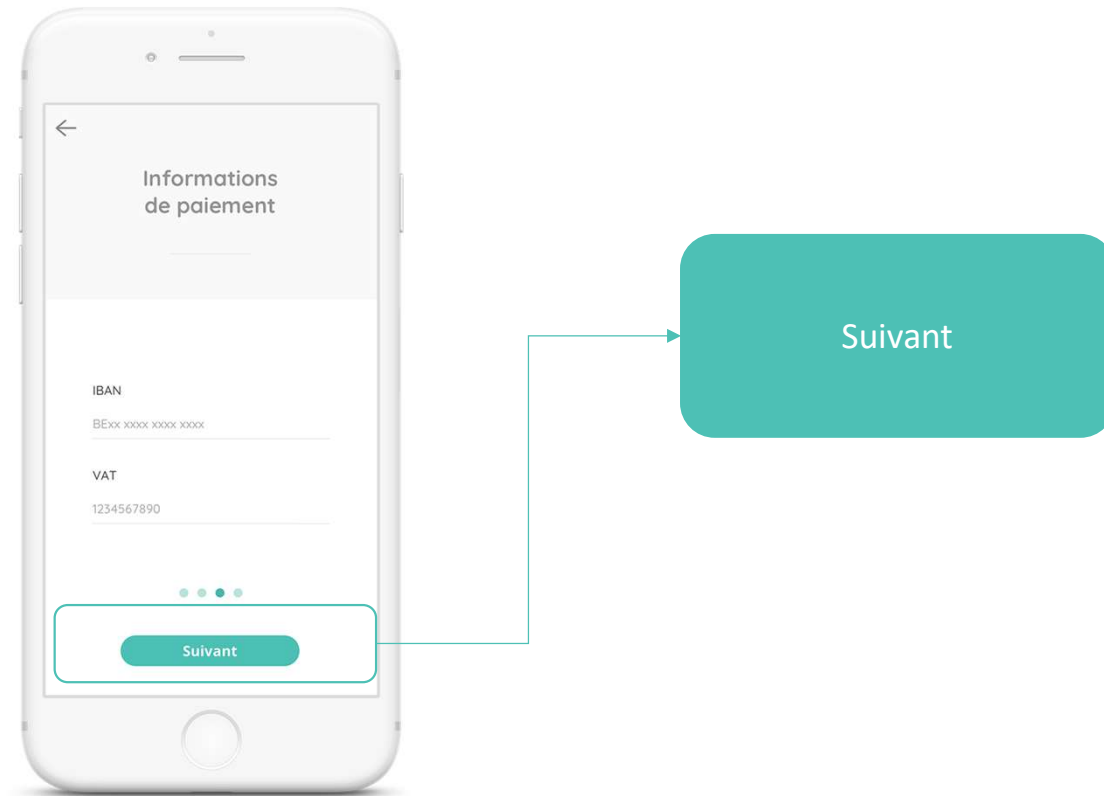 Informations
de paiement
IBAN
BExx xxxx xxxx xxxx
VAT
1234567890
Suivant
Suivant